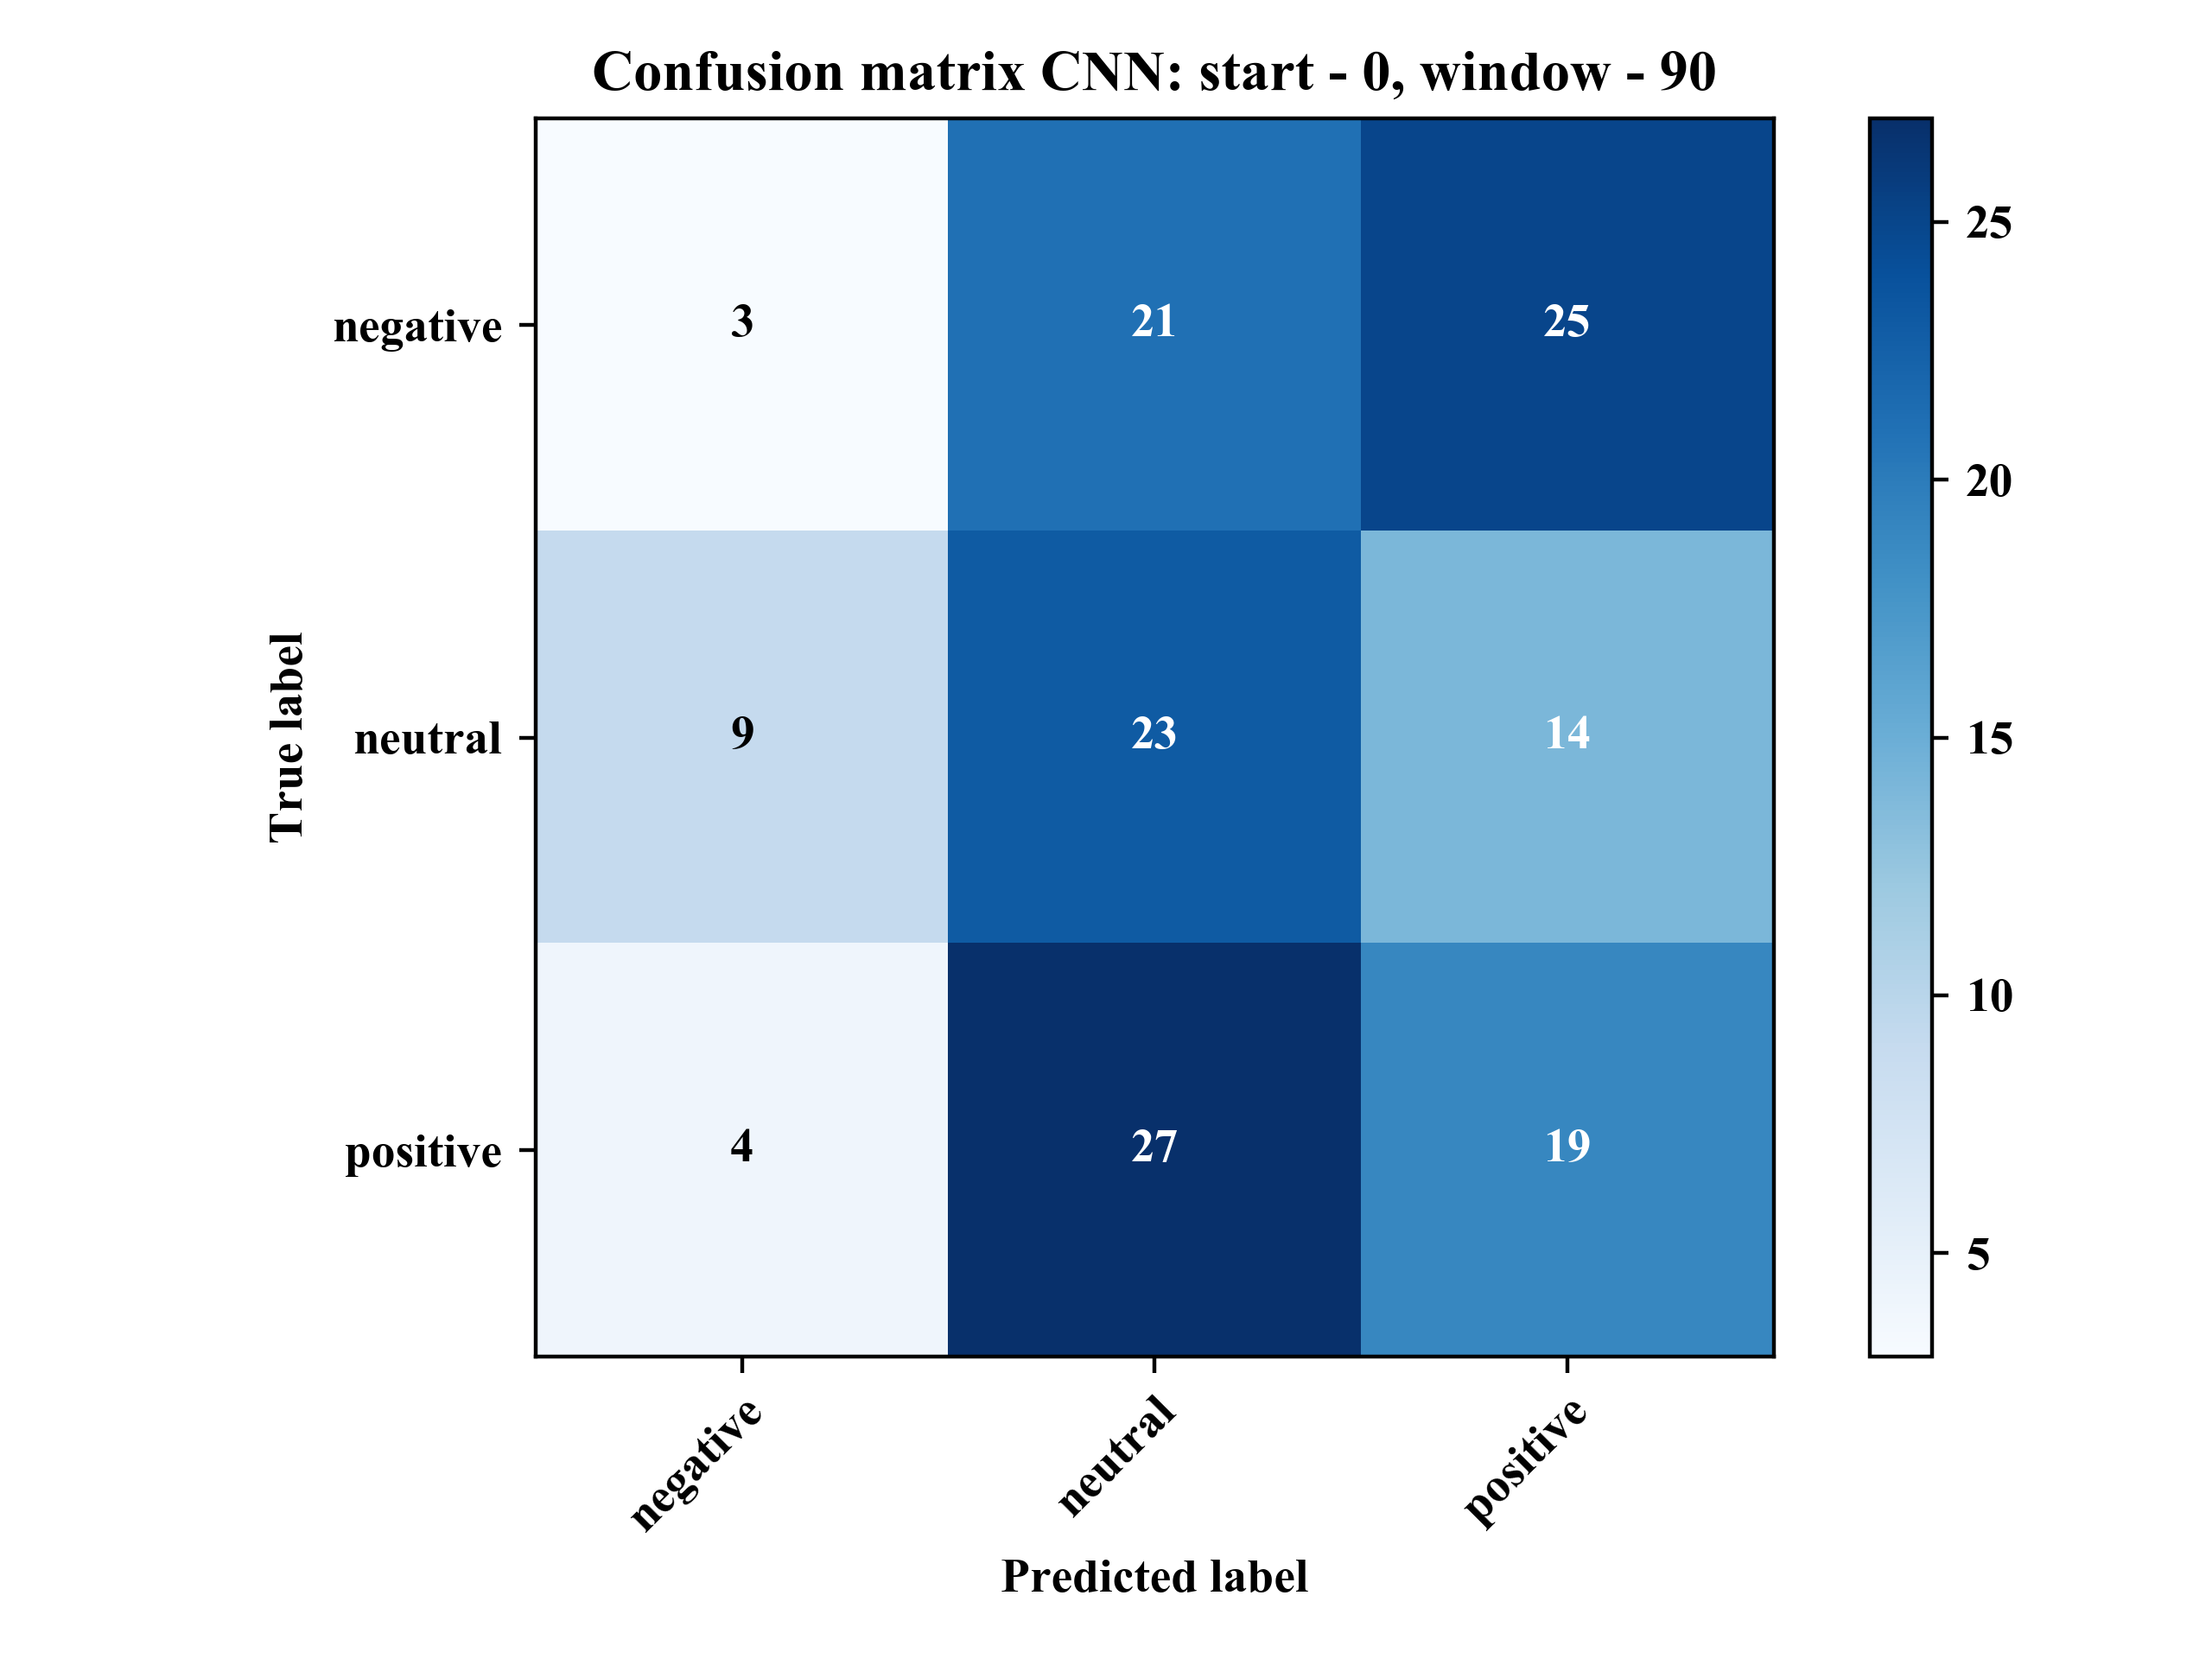 Confusion matrix CNN: start - 0, window - 90
negative 3 21 25
neutral 9 23 14
positive 4 27 19
True label
negative neutral positive
Predicted label
25
20
15
10
5